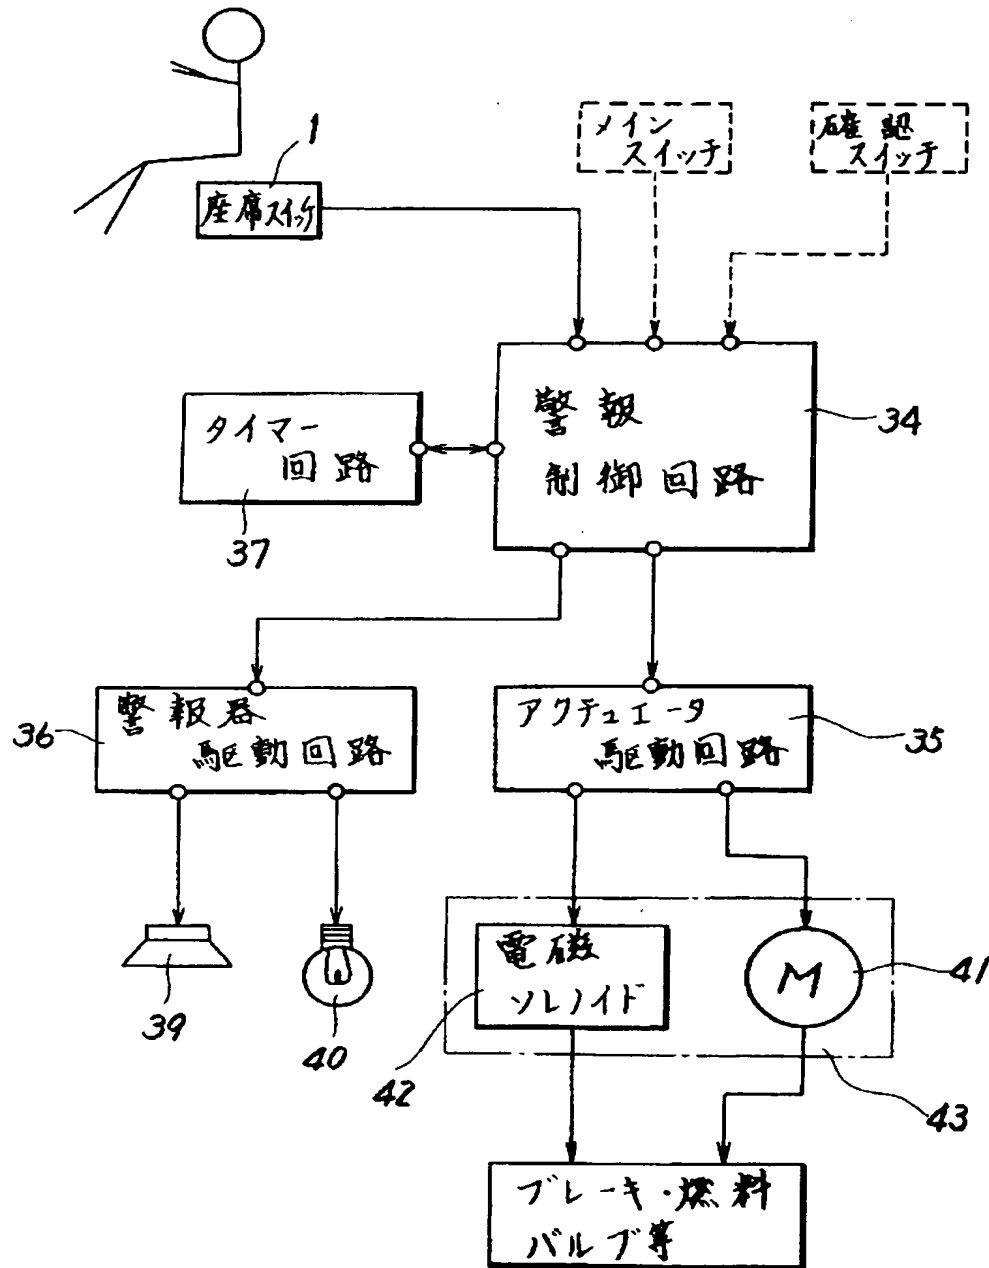 1
座席スイッチ
メイン
スイッチ
確認
スイッチ
警報
制御回路
34
タイマー
回路
37
警報器
駆動回路
36
アクチュエータ
駆動回路
35
39
40
電磁
ソレノイド
42
M
41
43
ブレーキ・燃料
バルブ等